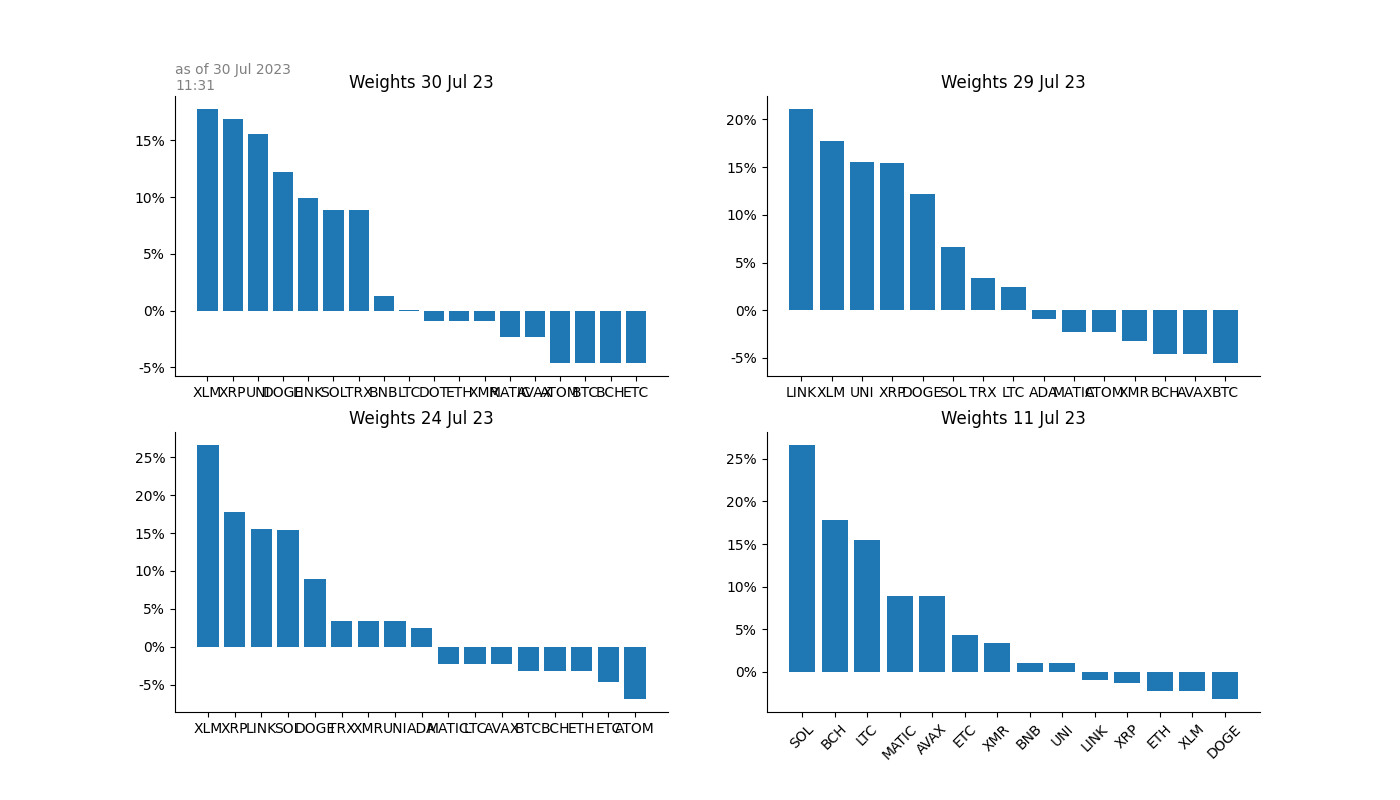 as of 30 Jul 2023
11:31
Weights 30 Jul 23
15%
10%
5%
0%
-5%
XLM XRP UNI DOGE LINK SOL TRX BNB LTC DOT ETH XMR MATIC AVAX ATOM BTC BCH ETC
Weights 29 Jul 23
20%
15%
10%
5%
0%
-5%
LINK XLM UNI XRP DOGE SOL TRX LTC ADA MATIC ATOM XMR BCH AVAX BTC
Weights 24 Jul 23
25%
20%
15%
10%
5%
0%
-5%
XLM XRP LINK SOL DOGE TRX XMR UNI ADA MATIC LTC AVAX BTC BCH ETH ETC ATOM
Weights 11 Jul 23
25%
20%
15%
10%
5%
0%
SOL BCH LTC MATIC AVAX ETC XMR BNB UNI LINK XRP ETH XLM DOGE